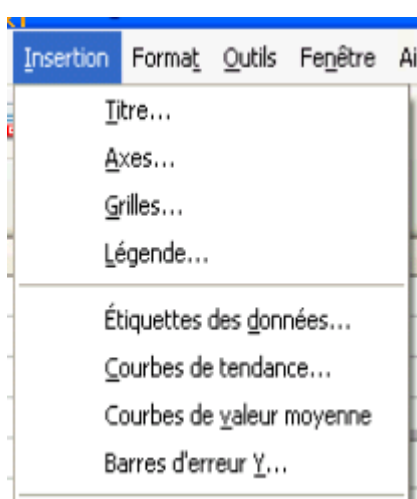 Insertion Format Outils Fenêtre Ai
Titre...
Axes...
Grilles...
Légende...
Étiquettes des données...
Courbes de tendance...
Courbes de valeur moyenne
Barres d'erreur Y...